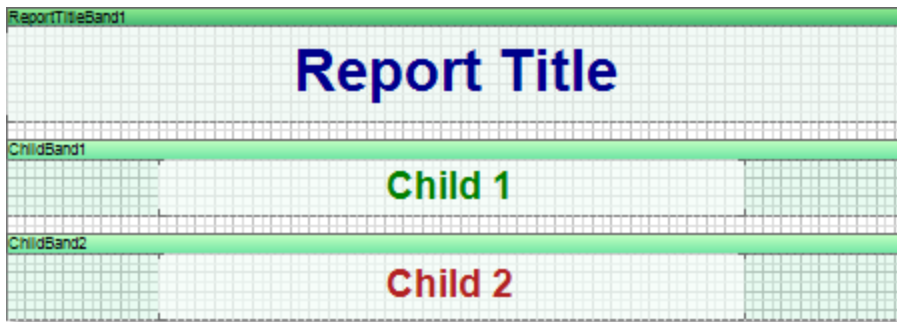 ReportTitleBand1
Report Title
ChildBand1
Child 1
ChildBand2
Child 2